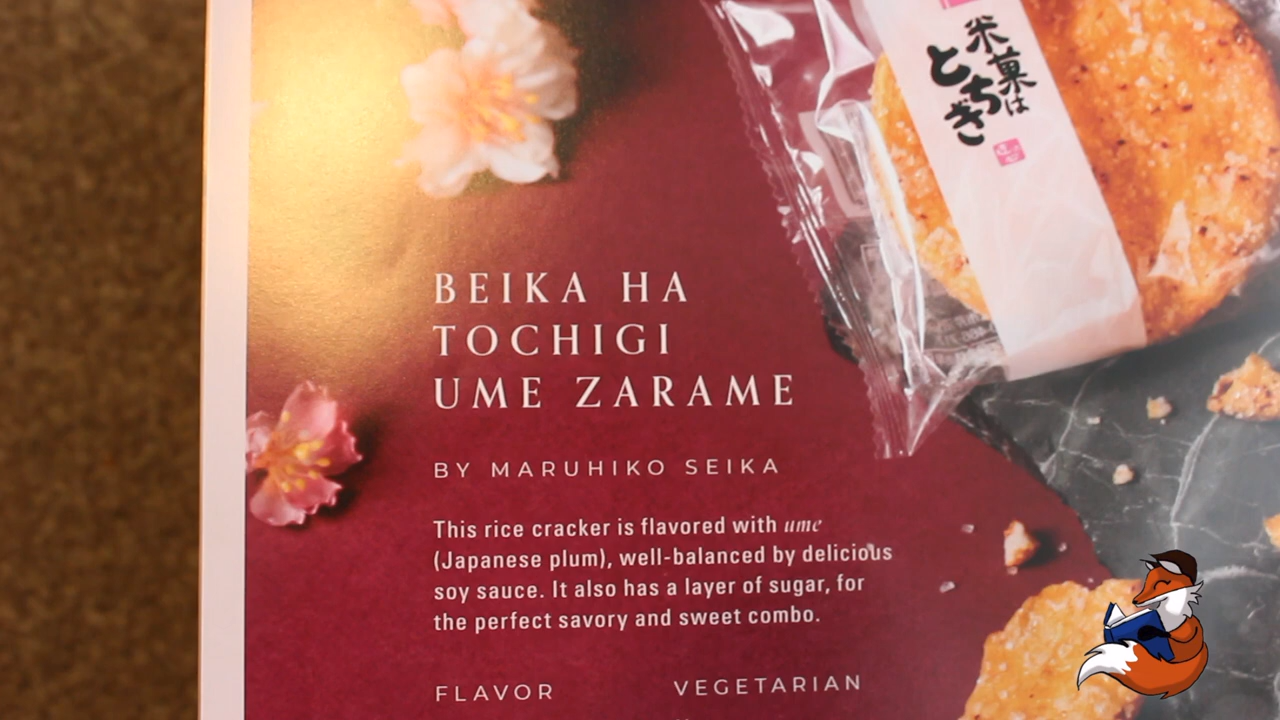 米菓は
とちぎ
BEIKA HA
TOCHIGI
UME ZARAME
BY MARUHIKO SEIKA
This rice cracker is flavored with ume
(Japanese plum), well-balanced by delicious
soy sauce. It also has a layer of sugar, for
the perfect savory and sweet combo.
FLAVOR
VEGETARIAN